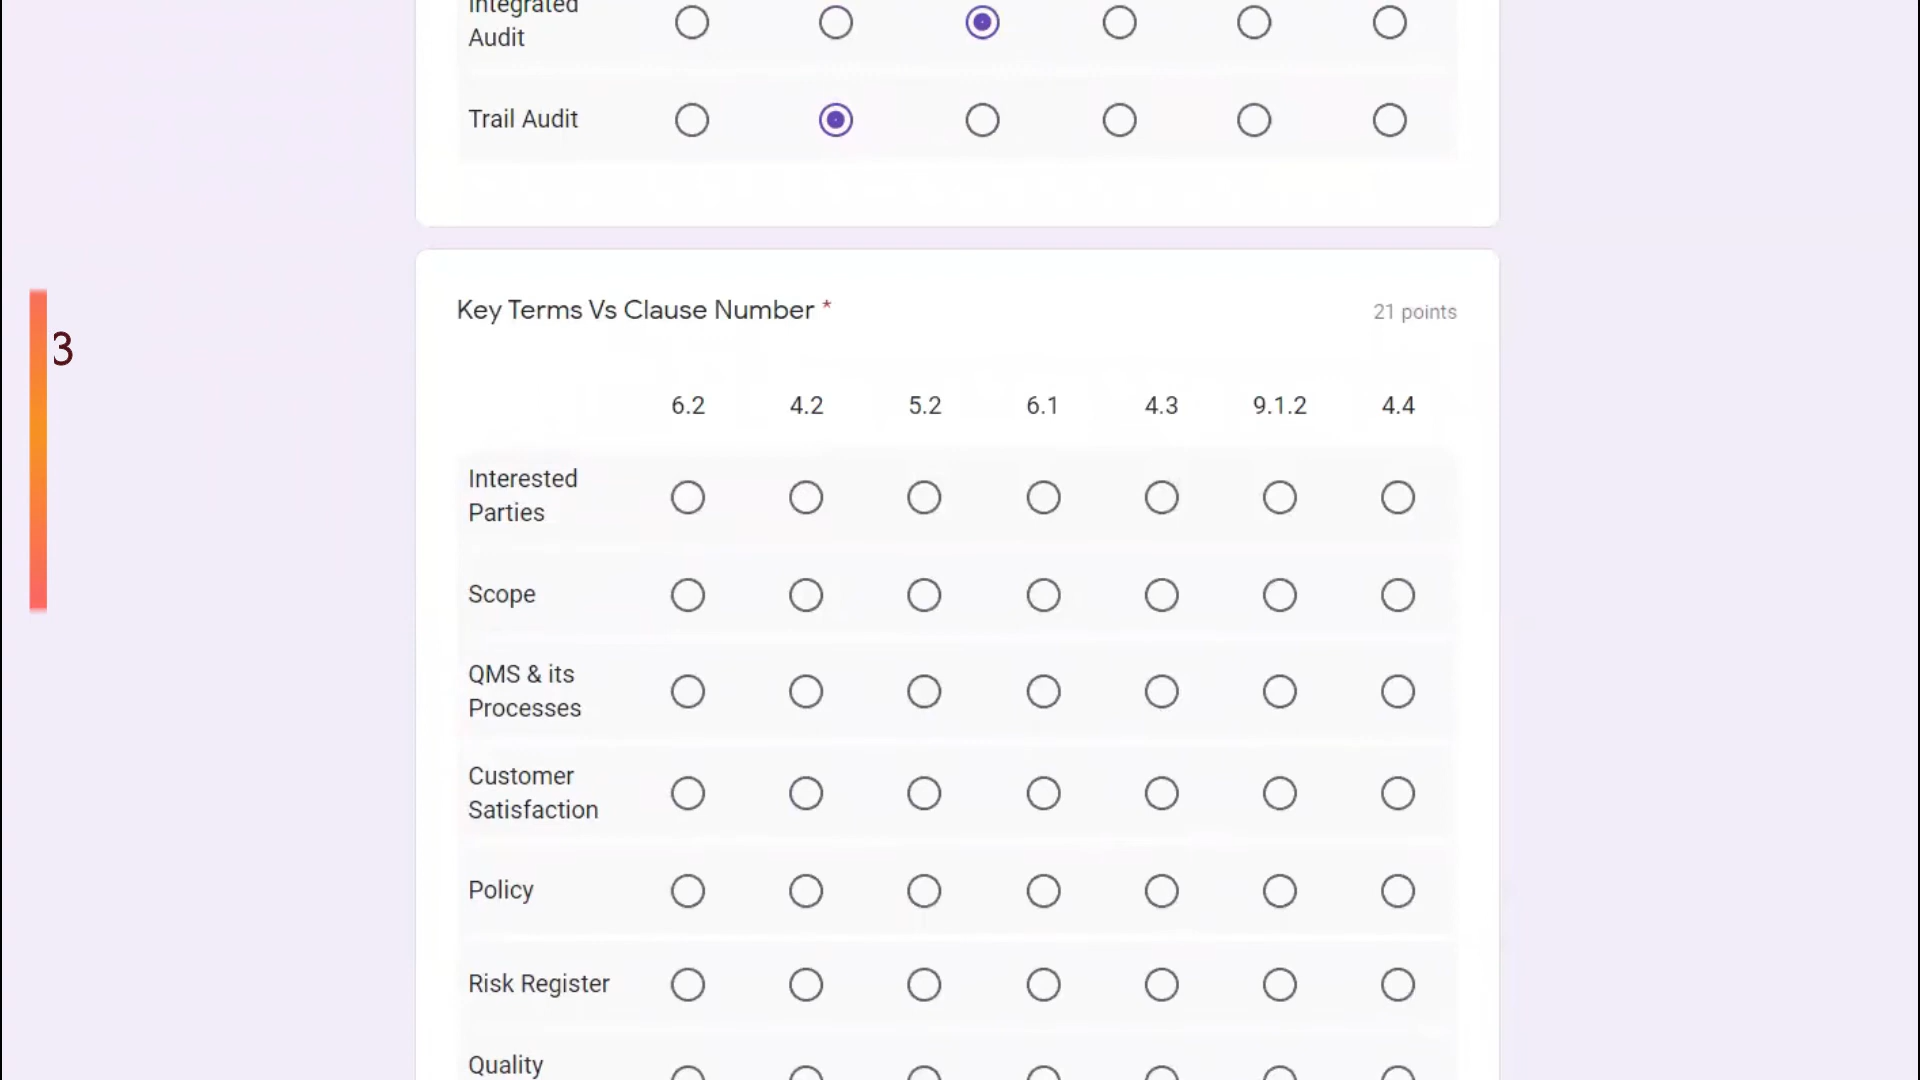 Integrated
Audit
Trail Audit
Key Terms Vs Clause Number *
21 points
3
6.2 4.2 5.2 6.1 4.3 9.1.2 4.4
Interested
Parties
Scope
QMS & its
Processes
Customer
Satisfaction
Policy
Risk Register
Quality